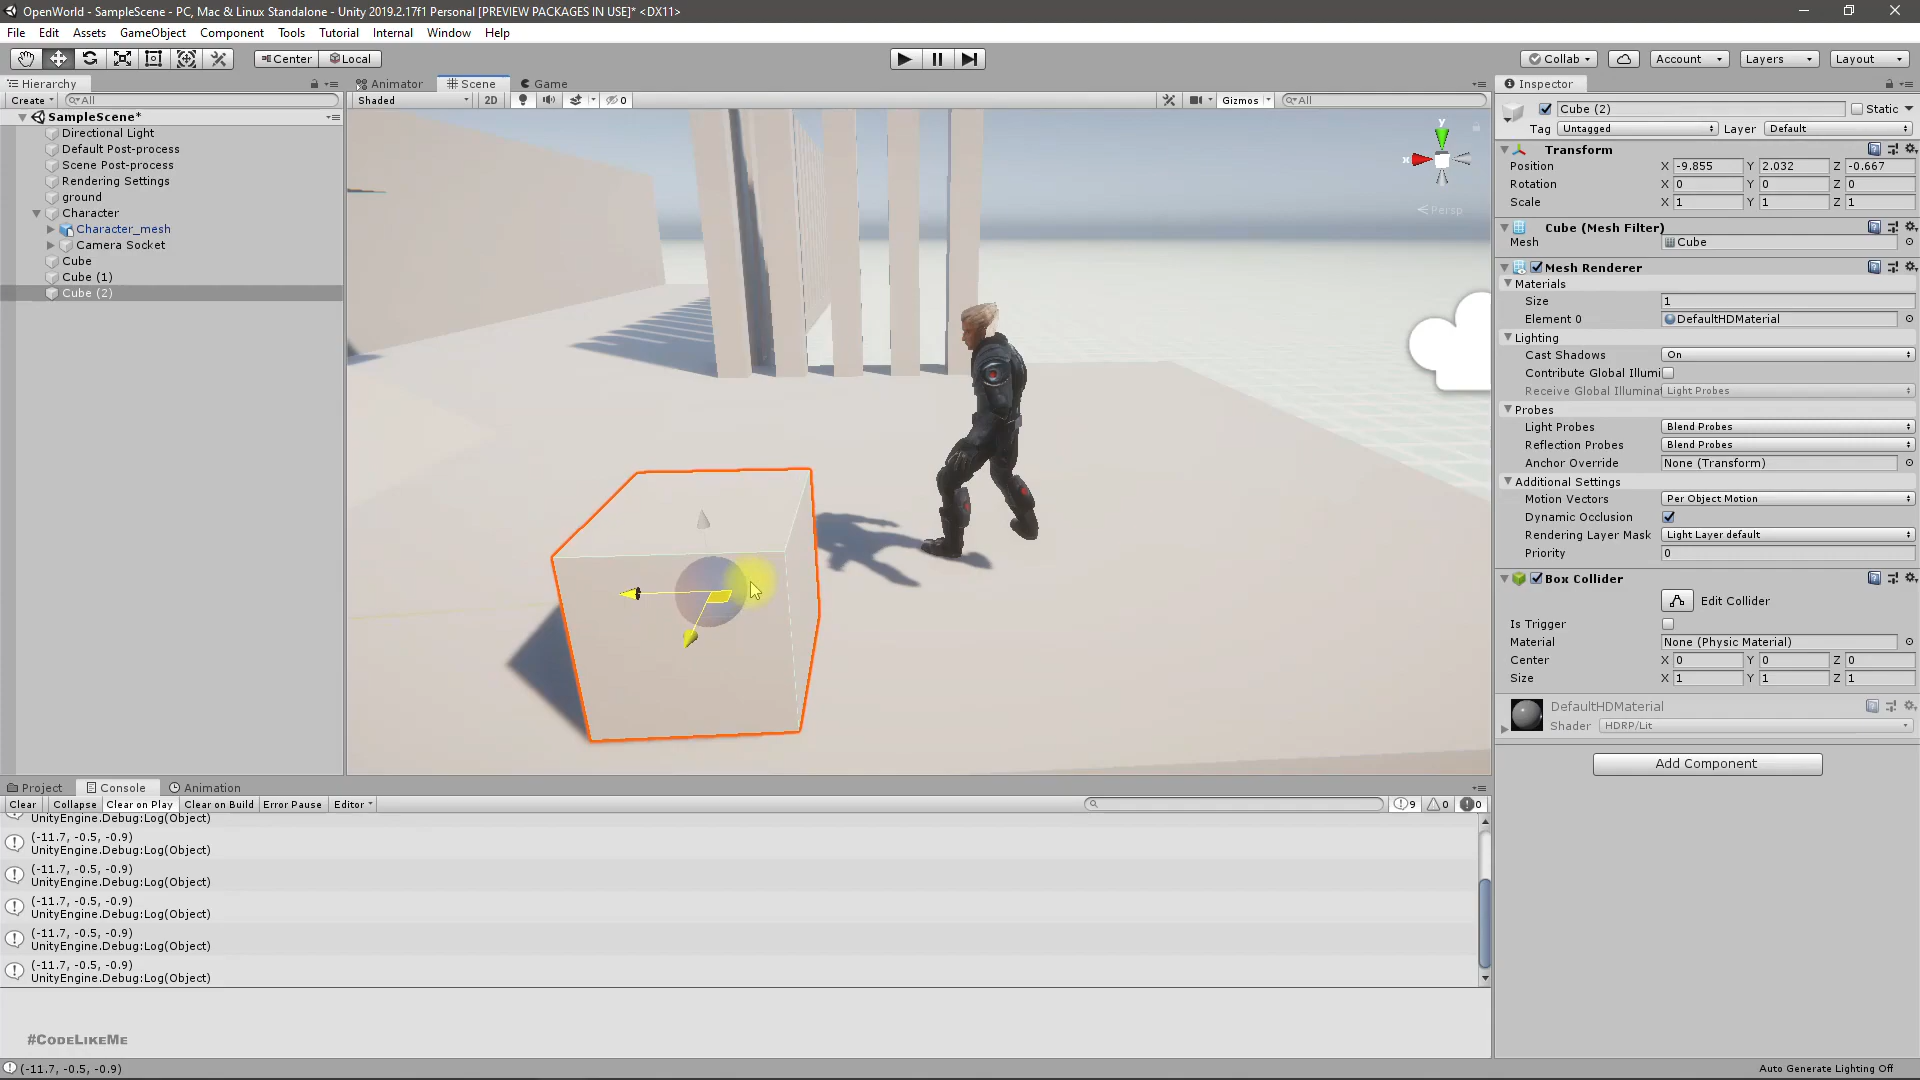 OpenWorld - SampleScene - PC, Mac & Linux Standalone - Unity 2019.2.17f1 Personal [PREVIEW PACKAGES IN USE]* <DX11>
File Edit Assets GameObject Component Tools Tutorial Internal Window Help
Center Local Collab Account Layers Layout
Hierarchy Animator Scene Game Inspector
Create All Shaded 2D 0 Gizmos All
SampleScene*
Directional Light
Default Post-process
Scene Post-process
Rendering Settings
ground
Character
Character_mesh
Camera Socket
Cube
Cube (1)
Cube (2)
y
x
Persp
Cube (2) Static
Tag Untagged Layer Default
Transform
Position X -9.855 Y 2.032 Z -0.667
Rotation X 0 Y 0 Z 0
Scale X 1 Y 1 Z 1
Cube (Mesh Filter)
Mesh Cube
Mesh Renderer
Materials
Size 1
Element 0 DefaultHDMaterial
Lighting
Cast Shadows On
Contribute Global Illumi
Receive Global Illuminat Light Probes
Probes
Light Probes Blend Probes
Reflection Probes Blend Probes
Anchor Override None (Transform)
Additional Settings
Motion Vectors Per Object Motion
Dynamic Occlusion
Rendering Layer Mask Light Layer default
Priority 0
Box Collider
Edit Collider
Is Trigger
Material None (Physic Material)
Center X 0 Y 0 Z 0
Size X 1 Y 1 Z 1
DefaultHDMaterial
Shader HDRP/Lit
Add Component
Project Console Animation
Clear Collapse Clear on Play Clear on Build Error Pause Editor 9 0 0
UnityEngine.Debug:Log(Object)
(-11.7, -0.5, -0.9)
UnityEngine.Debug:Log(Object)
(-11.7, -0.5, -0.9)
UnityEngine.Debug:Log(Object)
(-11.7, -0.5, -0.9)
UnityEngine.Debug:Log(Object)
(-11.7, -0.5, -0.9)
UnityEngine.Debug:Log(Object)
(-11.7, -0.5, -0.9)
UnityEngine.Debug:Log(Object)
#CodeLikeMe
(-11.7, -0.5, -0.9)
Auto Generate Lighting Off